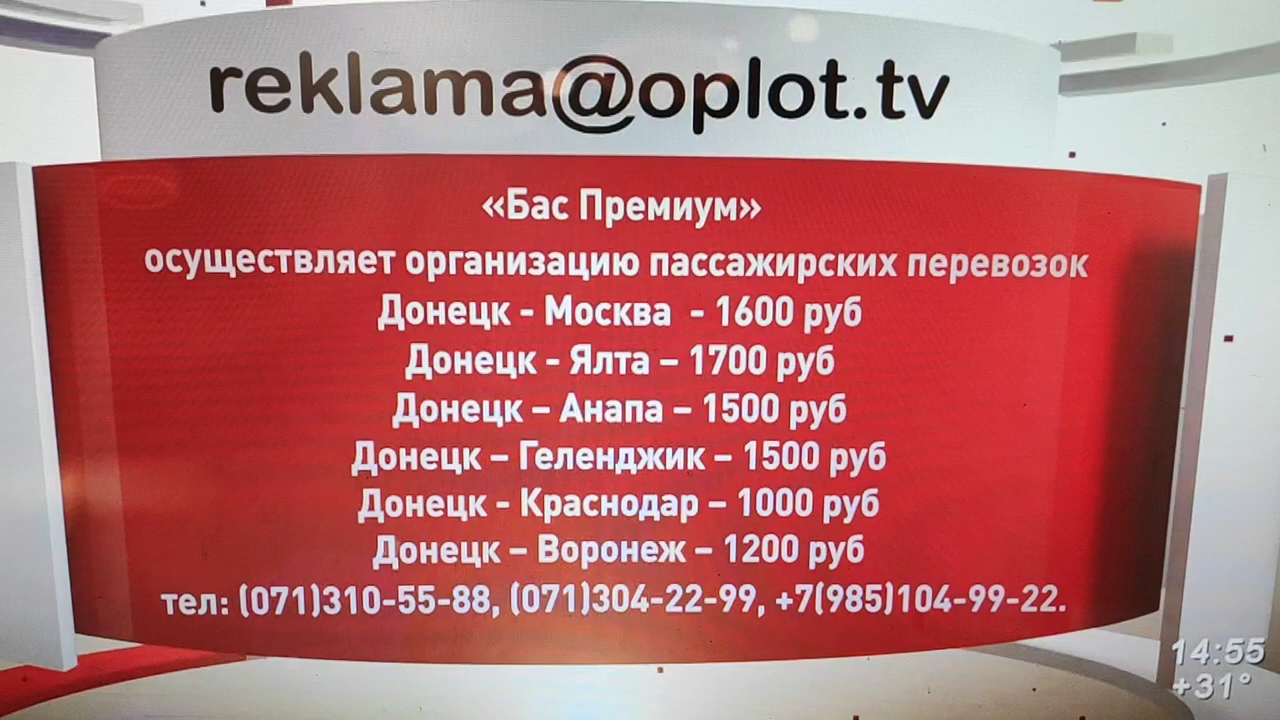 reklama@oplot.tv
«Бас Премиум»
осуществляет организацию пассажирских перевозок
Донецк - Москва - 1600 руб
Донецк - Ялта – 1700 руб
Донецк – Анапа – 1500 руб
Донецк – Геленджик – 1500 руб
Донецк - Краснодар – 1000 руб
Донецк – Воронеж – 1200 руб
тел: (071)310-55-88, (071)304-22-99, +7(985)104-99-22.
14:55
+31°